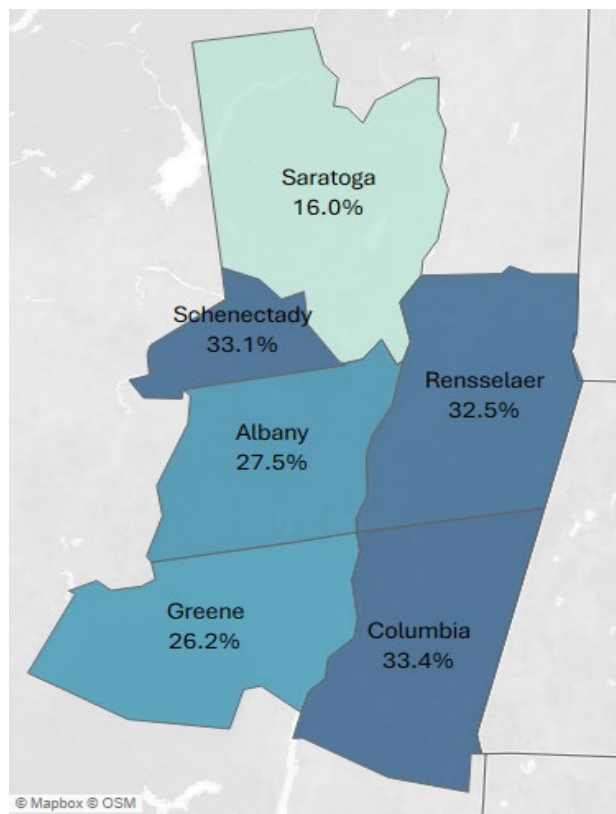 Saratoga
16.0%
Schenectady
33.1%
Rensselaer
32.5%
Albany
27.5%
Greene
26.2%
Columbia
33.4%
© Mapbox © OSM